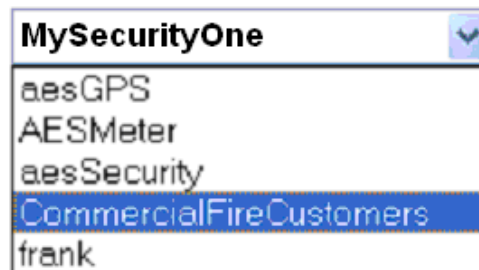 MySecurityOne
aesGPS
AESMeter
aesSecurity
CommercialFireCustomers
frank